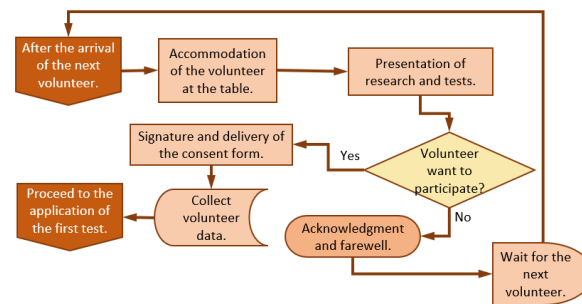 After the arrival
of the next
volunteer.
Accommodation
of the volunteer
at the table.
Presentation of
research and tests.
Volunteer
want to
participate?
Yes
Signature and delivery of
the consent form.
Collect
volunteer
data.
Proceed to the
application of
the first test.
No
Acknowledgment
and farewell.
Wait for the
next
volunteer.